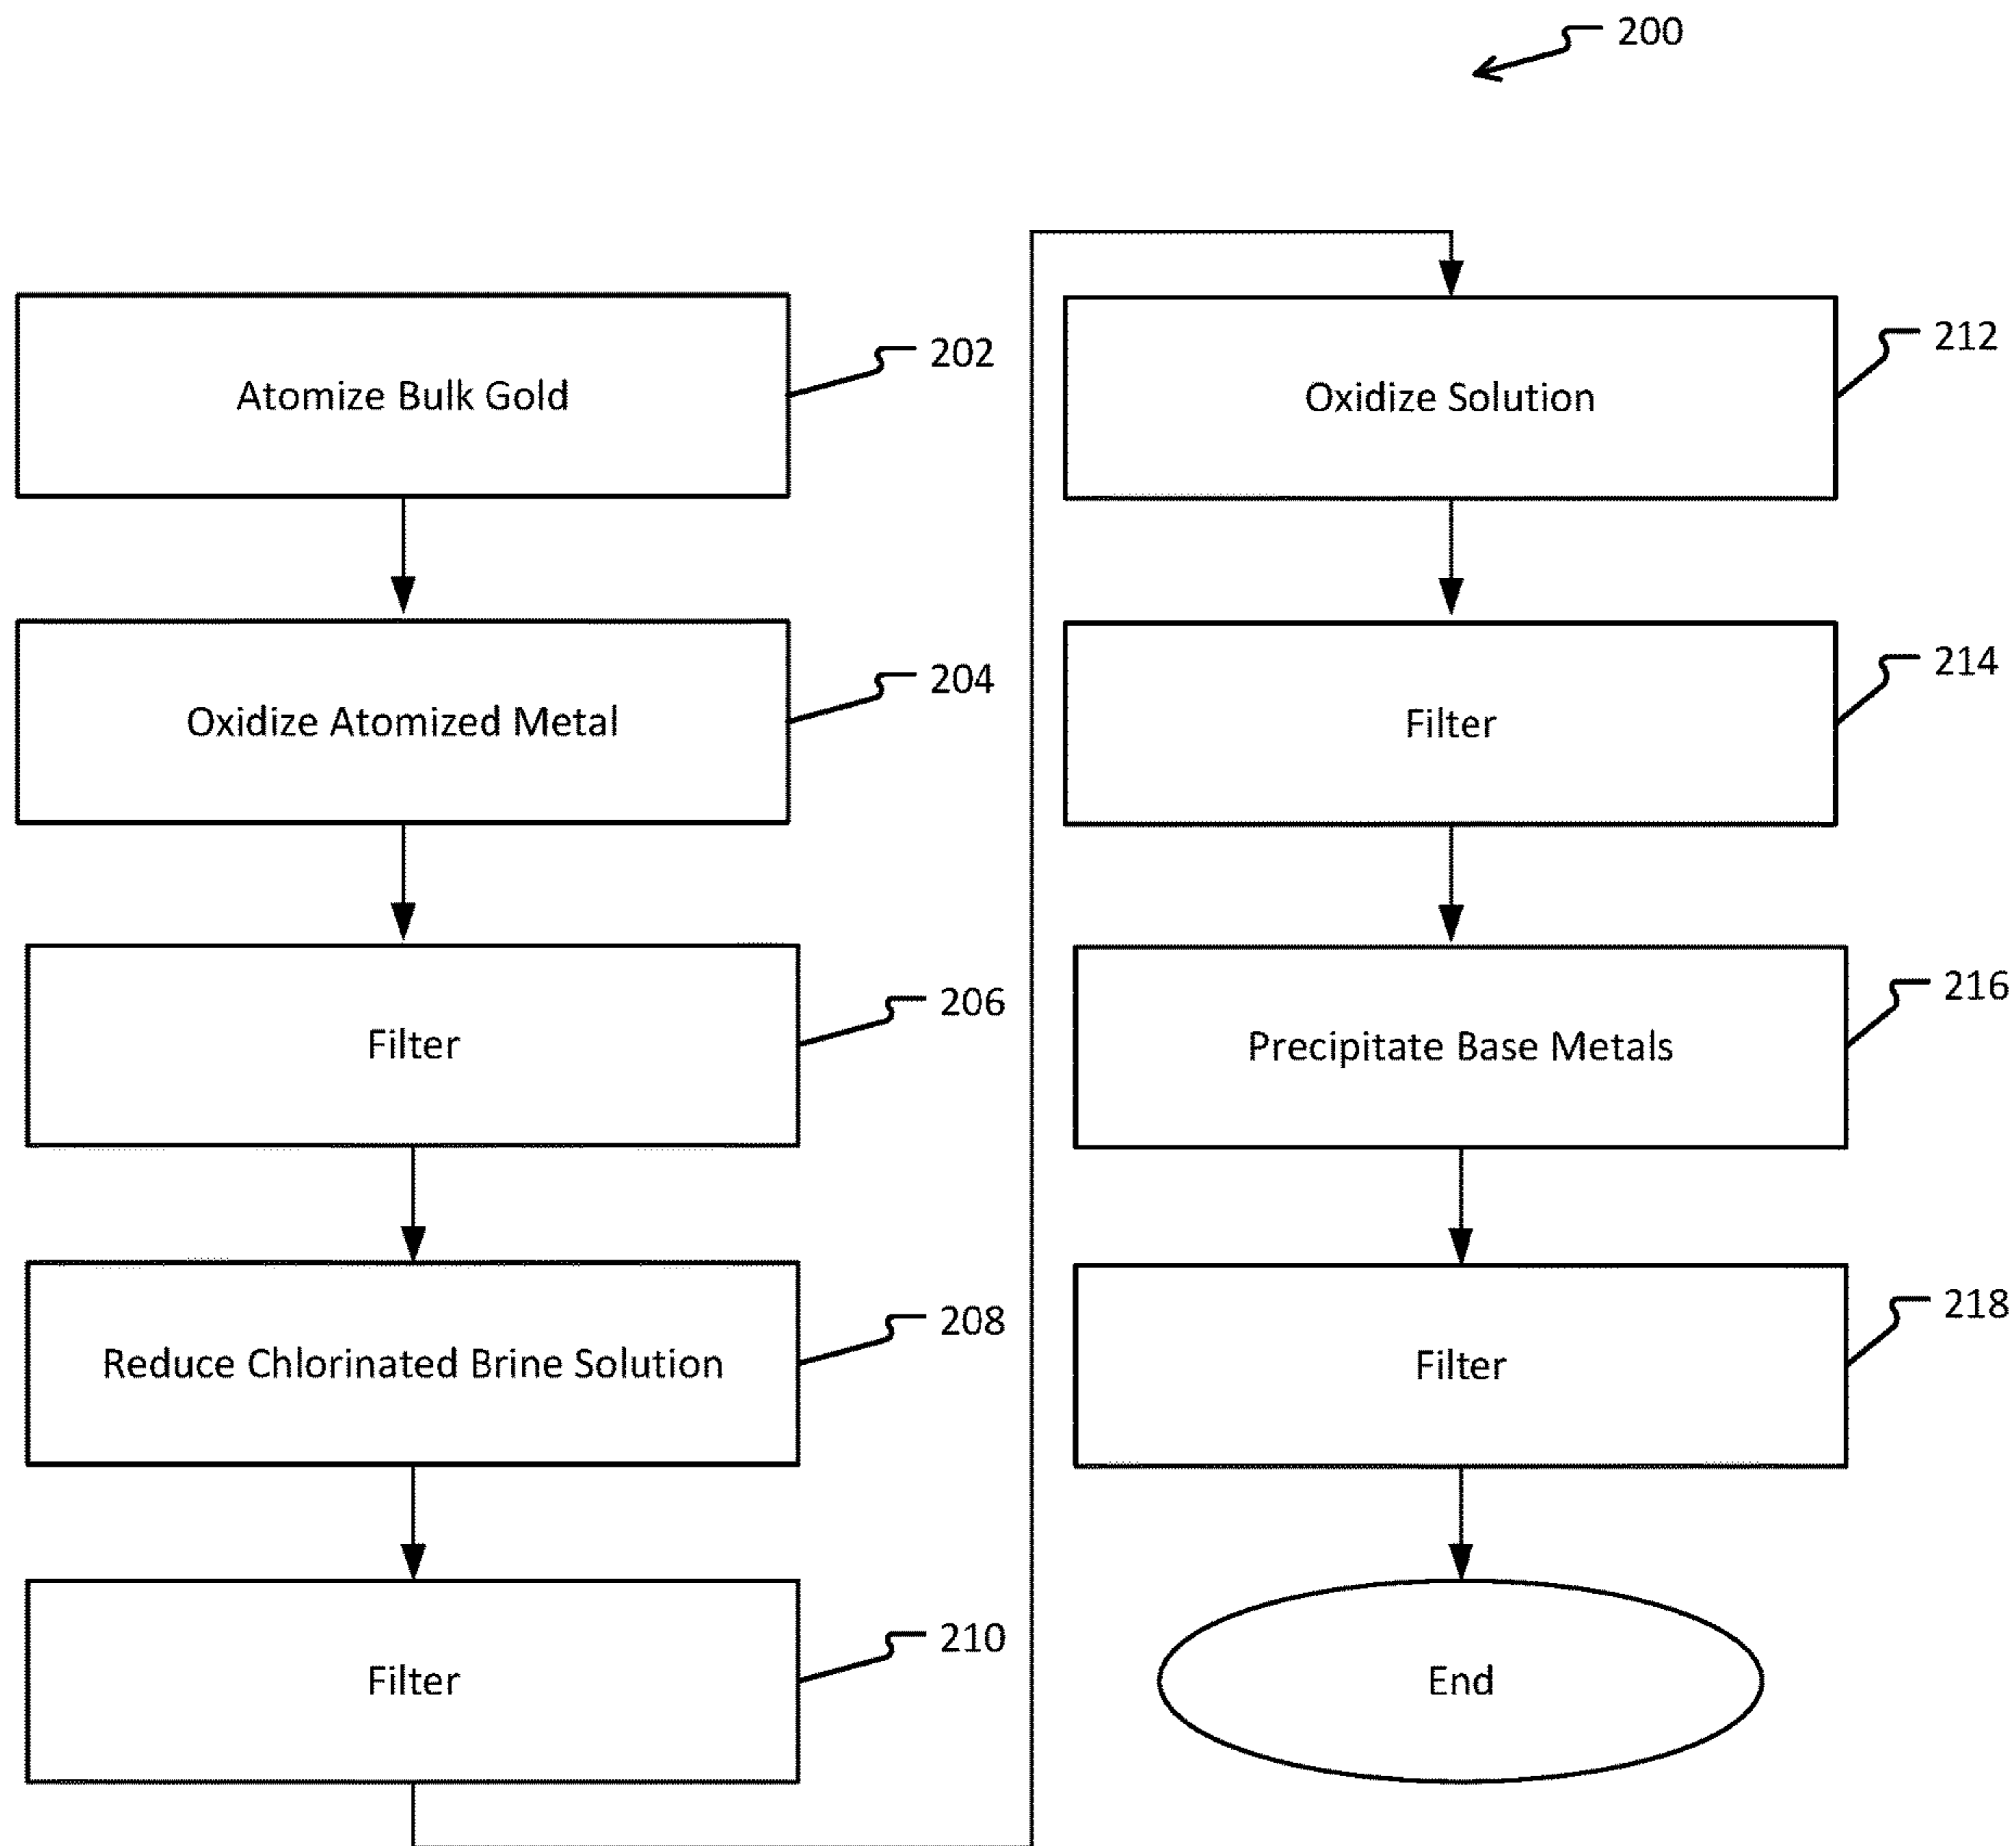 200
Atomize Bulk Gold
202
Oxidize Atomized Metal
204
Filter
206
Reduce Chlorinated Brine Solution
208
Filter
210
Oxidize Solution
212
Filter
214
Precipitate Base Metals
216
Filter
218
End